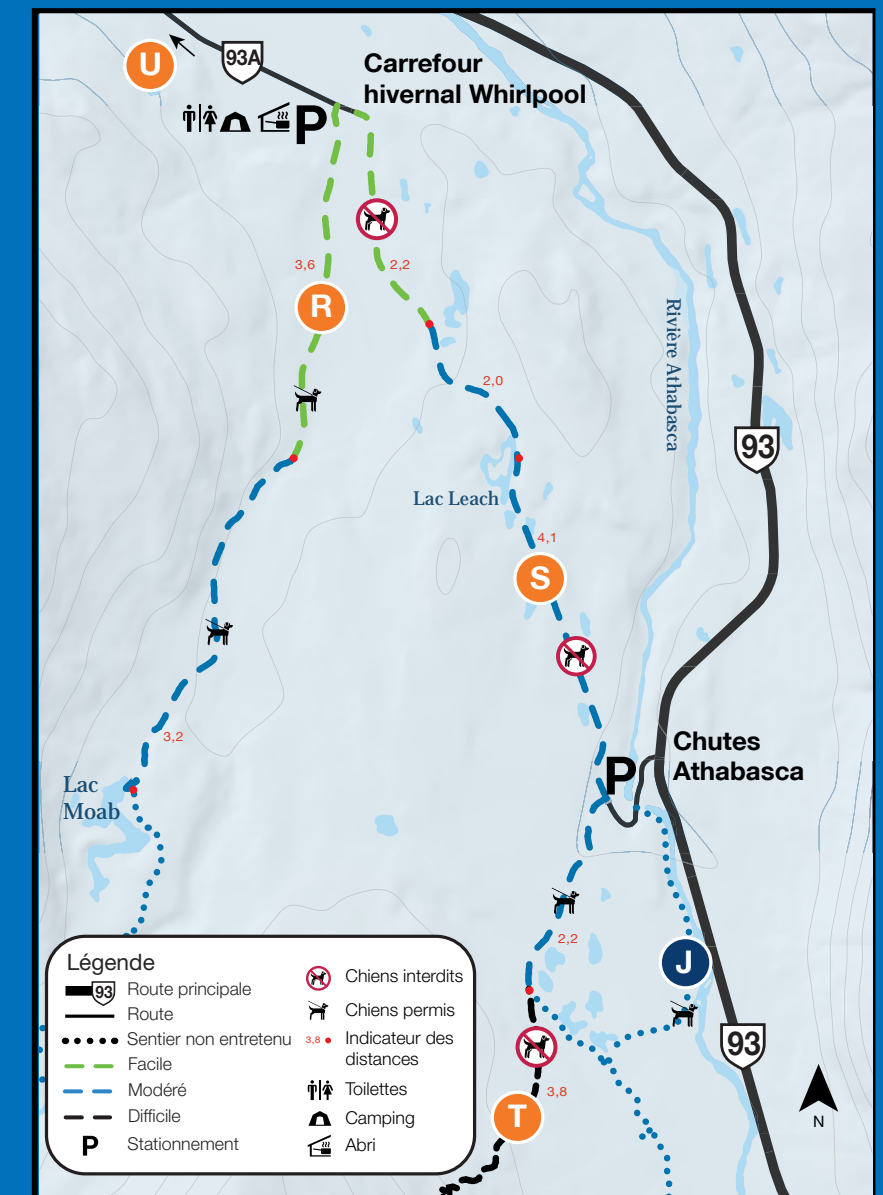 U
93A
Carrefour
hivernal Whirlpool
P
3,6
2,2
R
2,0
Rivière Athabasca
93
Lac Leach
4,1
S
3,2
Chutes
Athabasca
P
Lac
Moab
2,2
J
93
3,8
T
N
Légende
93 Route principale
Route
Sentier non entretenu
Facile
Modéré
Difficile
P Stationnement
Chiens interdits
Chiens permis
3,8 Indicateur des
distances
Toilettes
Camping
Abri